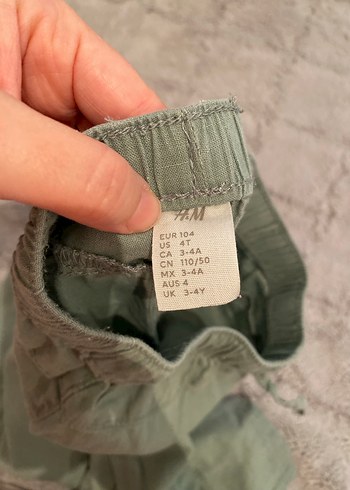 H&M
EUR 104
US 4T
CA 3-4A
CN 110/50
MX 3-4A
AUS 4
UK 3-4Y